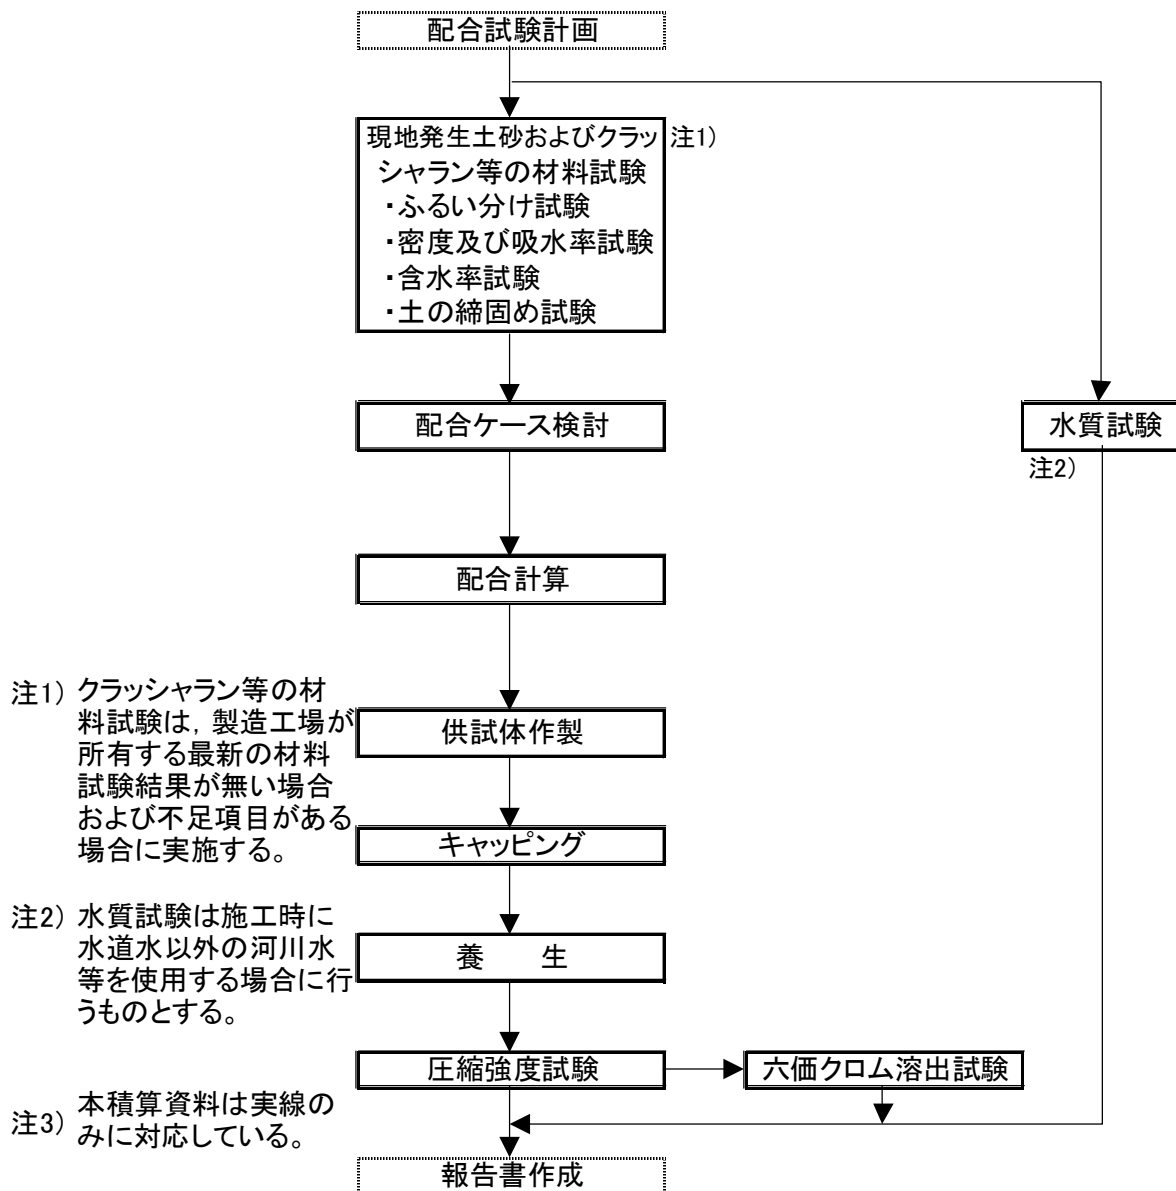 配合試験計画
現地発生土砂およびクラッ 注1)
シャラン等の材料試験
・ふるい分け試験
・密度及び吸水率試験
・含水率試験
・土の締固め試験
配合ケース検討
水質試験
注2)
配合計算
供試体作製
キャッピング
養　　生
圧縮強度試験
六価クロム溶出試験
報告書作成
注1) クラッシャラン等の材
料試験は, 製造工場が
所有する最新の材料
試験結果が無い場合
および不足項目がある
場合に実施する。
注2) 水質試験は施工時に
水道水以外の河川水
等を使用する場合に行
うものとする。
注3) 本積算資料は実線の
みに対応している。